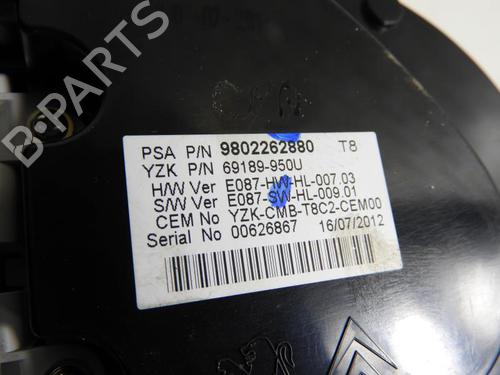 PSA P/N 9802262880 T8
YZK P/N 69189-950U
H/W Ver E087-HW-HL-007.03
S/W Ver E087-SW-HL-009.01
CEM No YZK-CMB-T8C2-CEM00
Serial No 00626867 16/07/2012